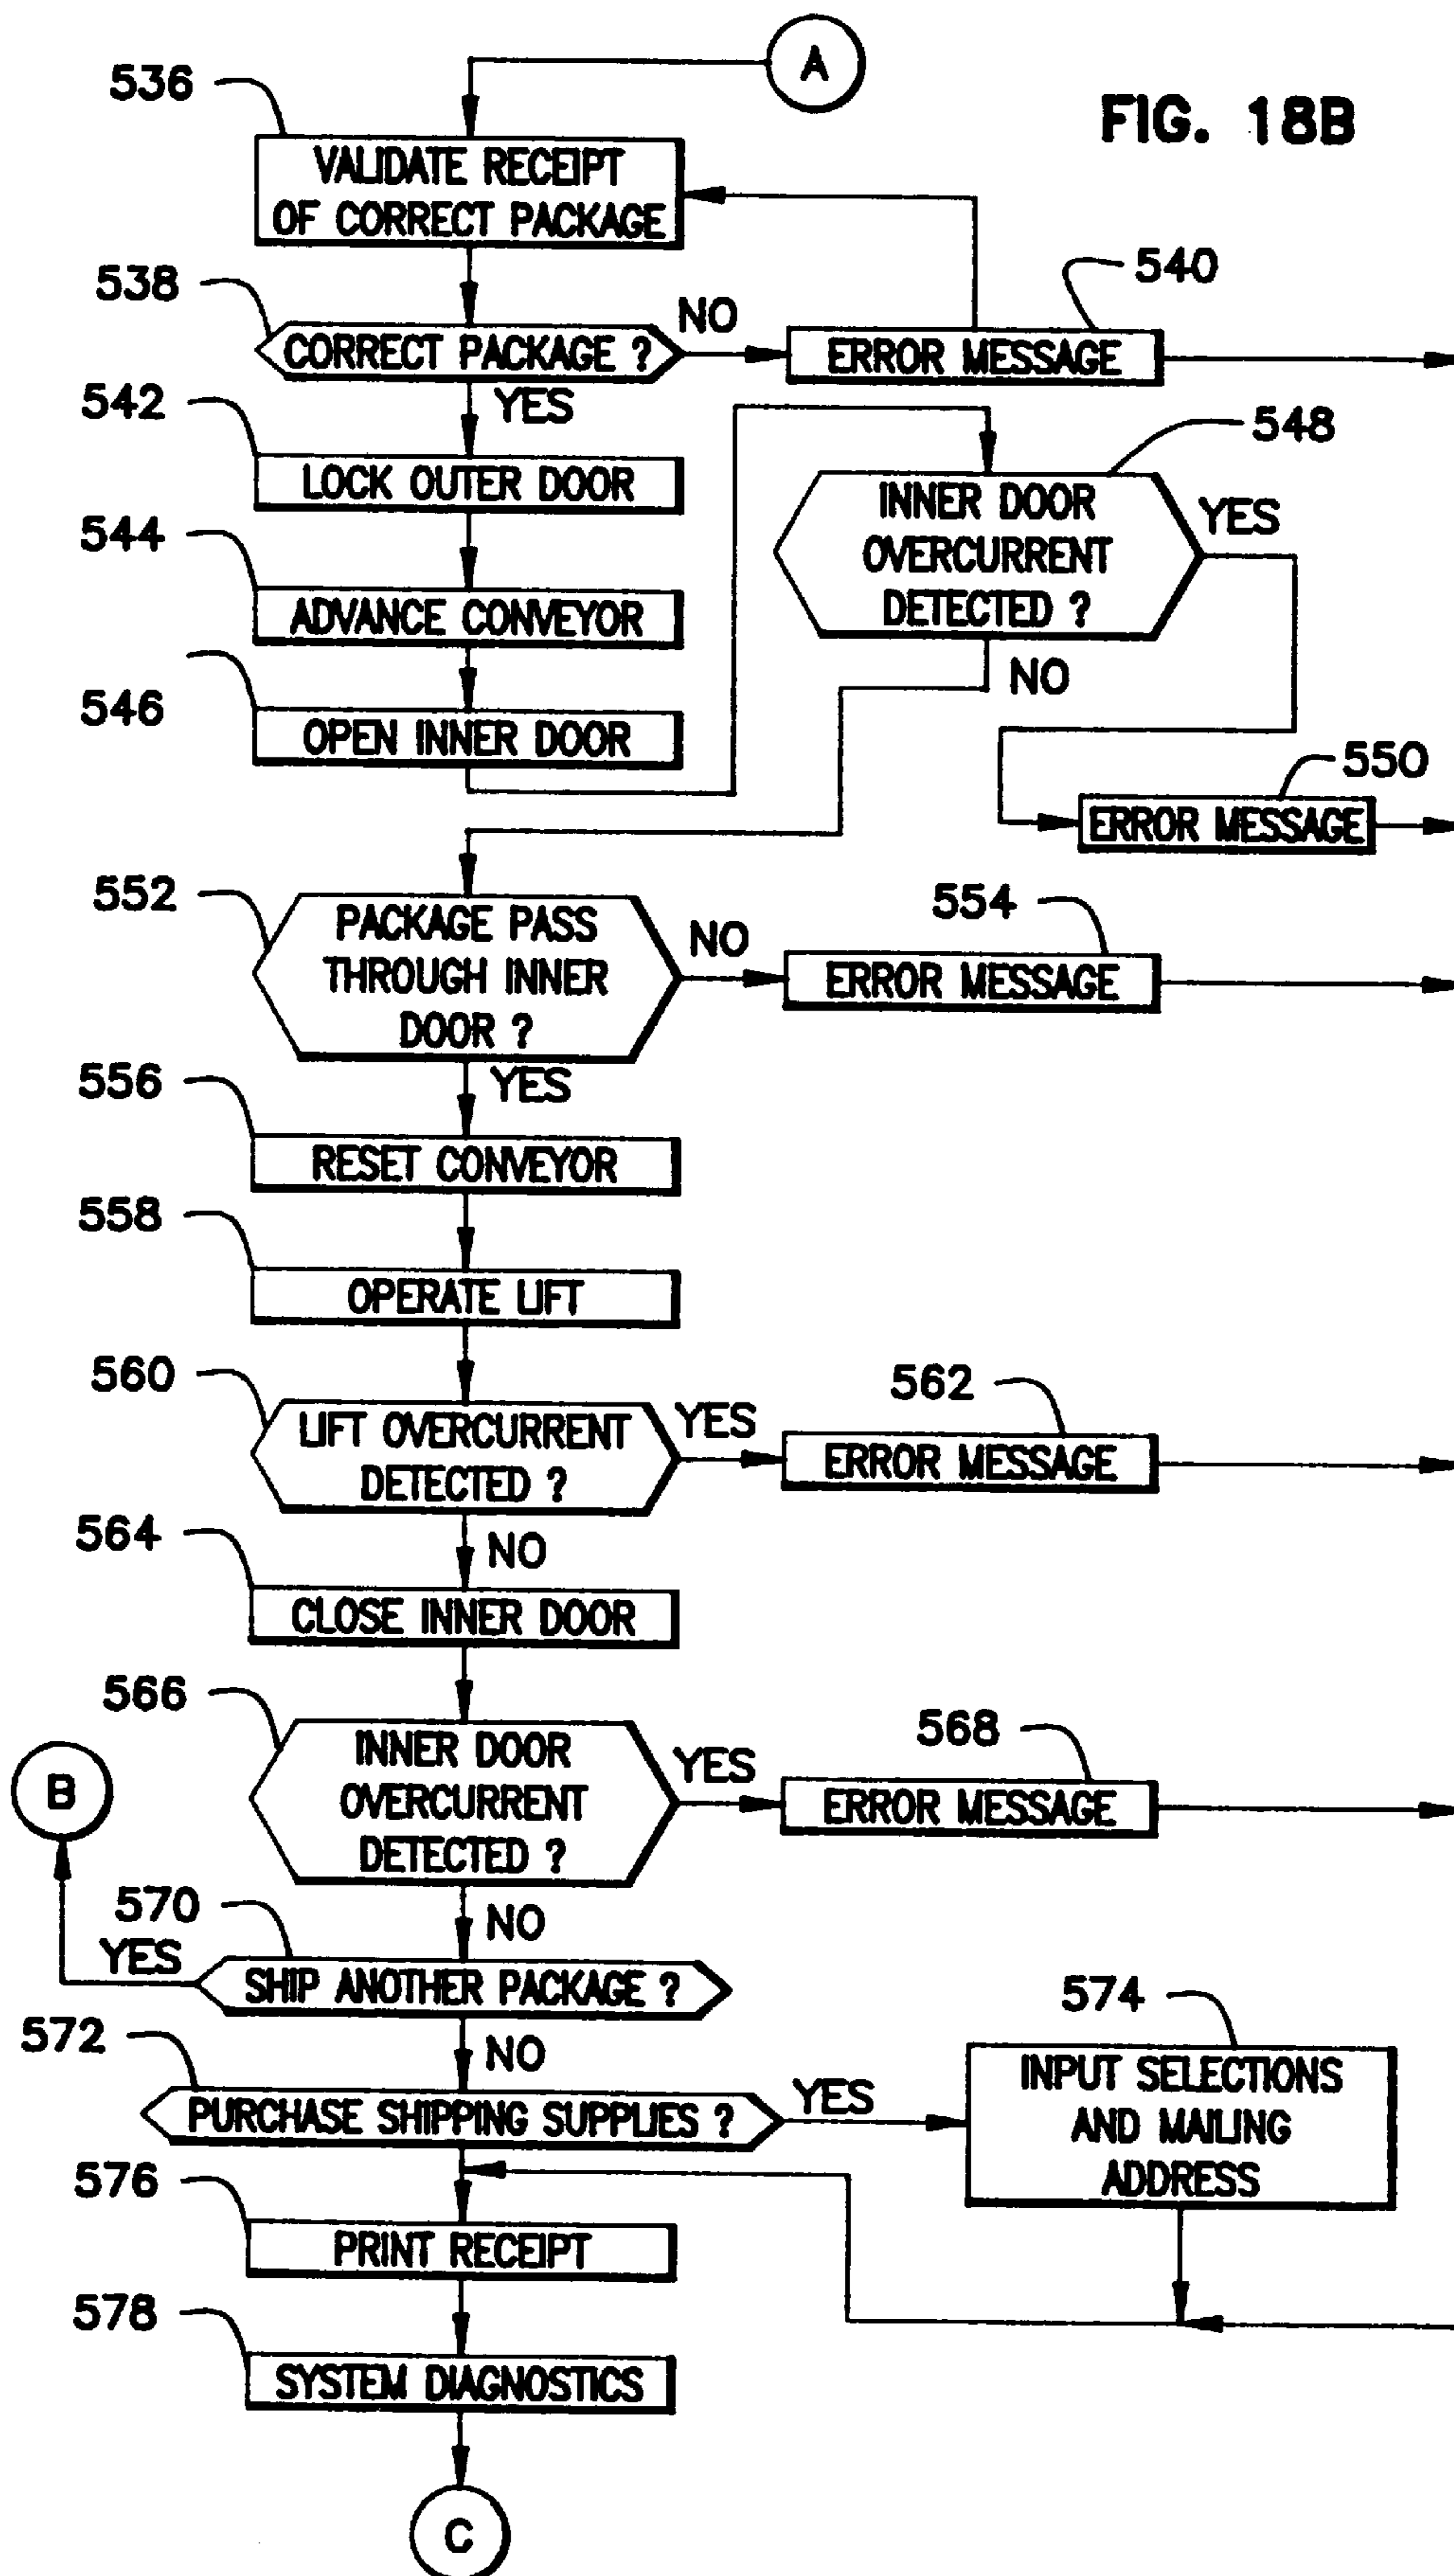 A
FIG. 18B
536
VALIDATE RECEIPT
OF CORRECT PACKAGE
538
CORRECT PACKAGE ?
NO
540
ERROR MESSAGE
YES
542
LOCK OUTER DOOR
544
ADVANCE CONVEYOR
546
OPEN INNER DOOR
548
INNER DOOR
OVERCURRENT
DETECTED ?
YES
NO
550
ERROR MESSAGE
552
PACKAGE PASS
THROUGH INNER
DOOR ?
NO
554
ERROR MESSAGE
YES
556
RESET CONVEYOR
558
OPERATE LIFT
560
LIFT OVERCURRENT
DETECTED ?
YES
562
ERROR MESSAGE
NO
564
CLOSE INNER DOOR
566
INNER DOOR
OVERCURRENT
DETECTED ?
YES
568
ERROR MESSAGE
NO
B
YES
570
SHIP ANOTHER PACKAGE ?
NO
572
PURCHASE SHIPPING SUPPLIES ?
YES
574
INPUT SELECTIONS
AND MAILING
ADDRESS
576
PRINT RECEIPT
578
SYSTEM DIAGNOSTICS
C